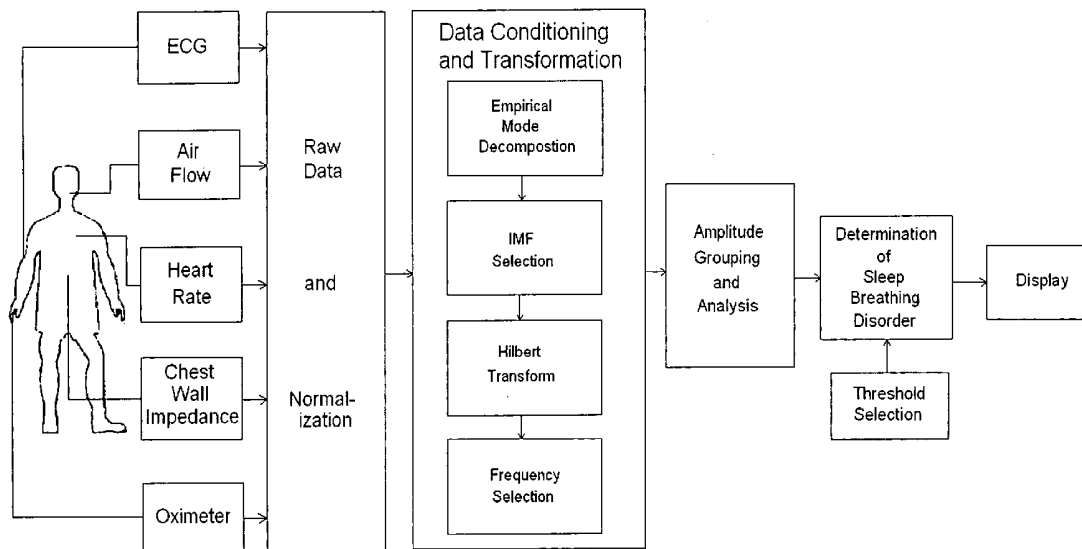 ECG
Air
Flow
Heart
Rate
Chest
Wall
Impedance
Oximeter
Raw
Data
and
Normal-
ization
Data Conditioning
and Transformation
Empirical
Mode
Decompostion
IMF
Selection
Hilbert
Transform
Frequency
Selection
Amplitude
Grouping
and
Analysis
Determination
of
Sleep
Breathing
Disorder
Threshold
Selection
Display